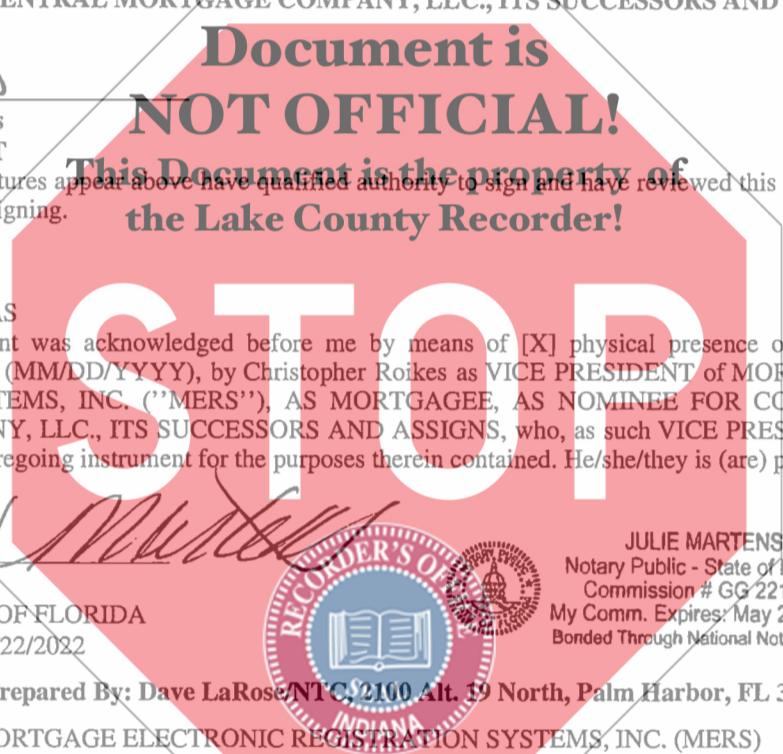 ENTRAL MORTGAGE COMPANY, LLC., ITS SUCCESSORS AND
Document is
NOT OFFICIAL!
This Document is the property of
tures appear above have qualified authority to sign and have reviewed this
igning.
the Lake County Recorder!
STOP
AS
nt was acknowledged before me by means of [X] physical presence o
(MM/DD/YYYY), by Christopher Roikes as VICE PRESIDENT of MOR
TEMS, INC. (''MERS''), AS MORTGAGEE, AS NOMINEE FOR CO
NY, LLC., ITS SUCCESSORS AND ASSIGNS, who, as such VICE PRES
regoing instrument for the purposes therein contained. He/she/they is (are) p
RECORDER'S OFFICE
INDIANA
JULIE MARTENS
Notary Public - State of
Commission # GG 221
My Comm. Expires: May 2
Bonded Through National Not
OF FLORIDA
22/2022
repared By: Dave LaRose/NTC, 2100 Alt. 19 North, Palm Harbor, FL 3
ORTGAGE ELECTRONIC REGISTRATION SYSTEMS, INC. (MERS)